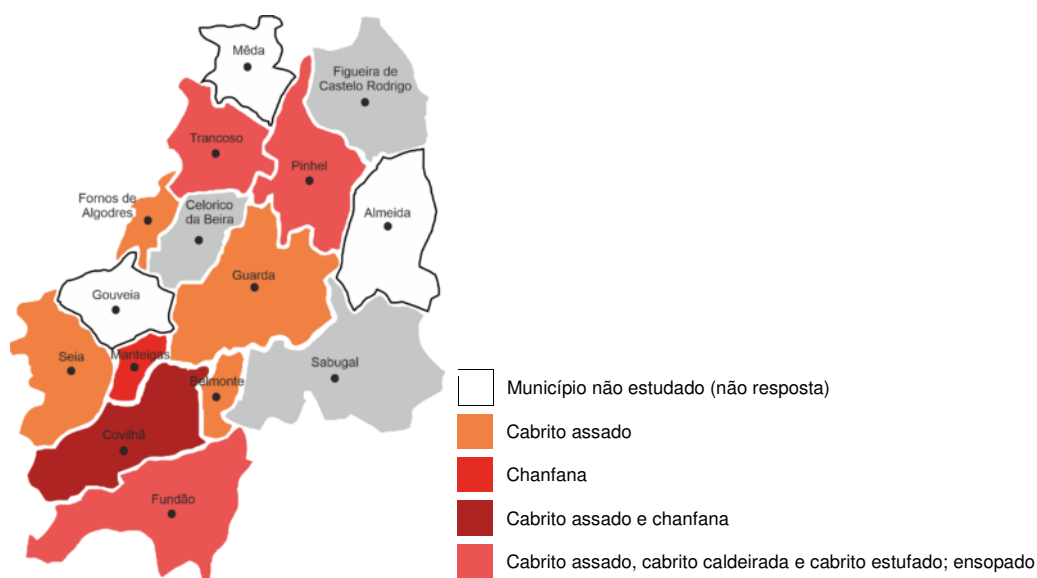 Mêda
Figueira de
Castelo Rodrigo
Trancoso
Pinhel
Fornos de
Algodres
Celorico
da Beira
Almeida
Guarda
Gouveia
Seia
Manteigas
Sabugal
Belmonte
Covilhã
Fundão
Município não estudado (não resposta)
Cabrito assado
Chanfana
Cabrito assado e chanfana
Cabrito assado, cabrito caldeirada e cabrito estufado; ensopado